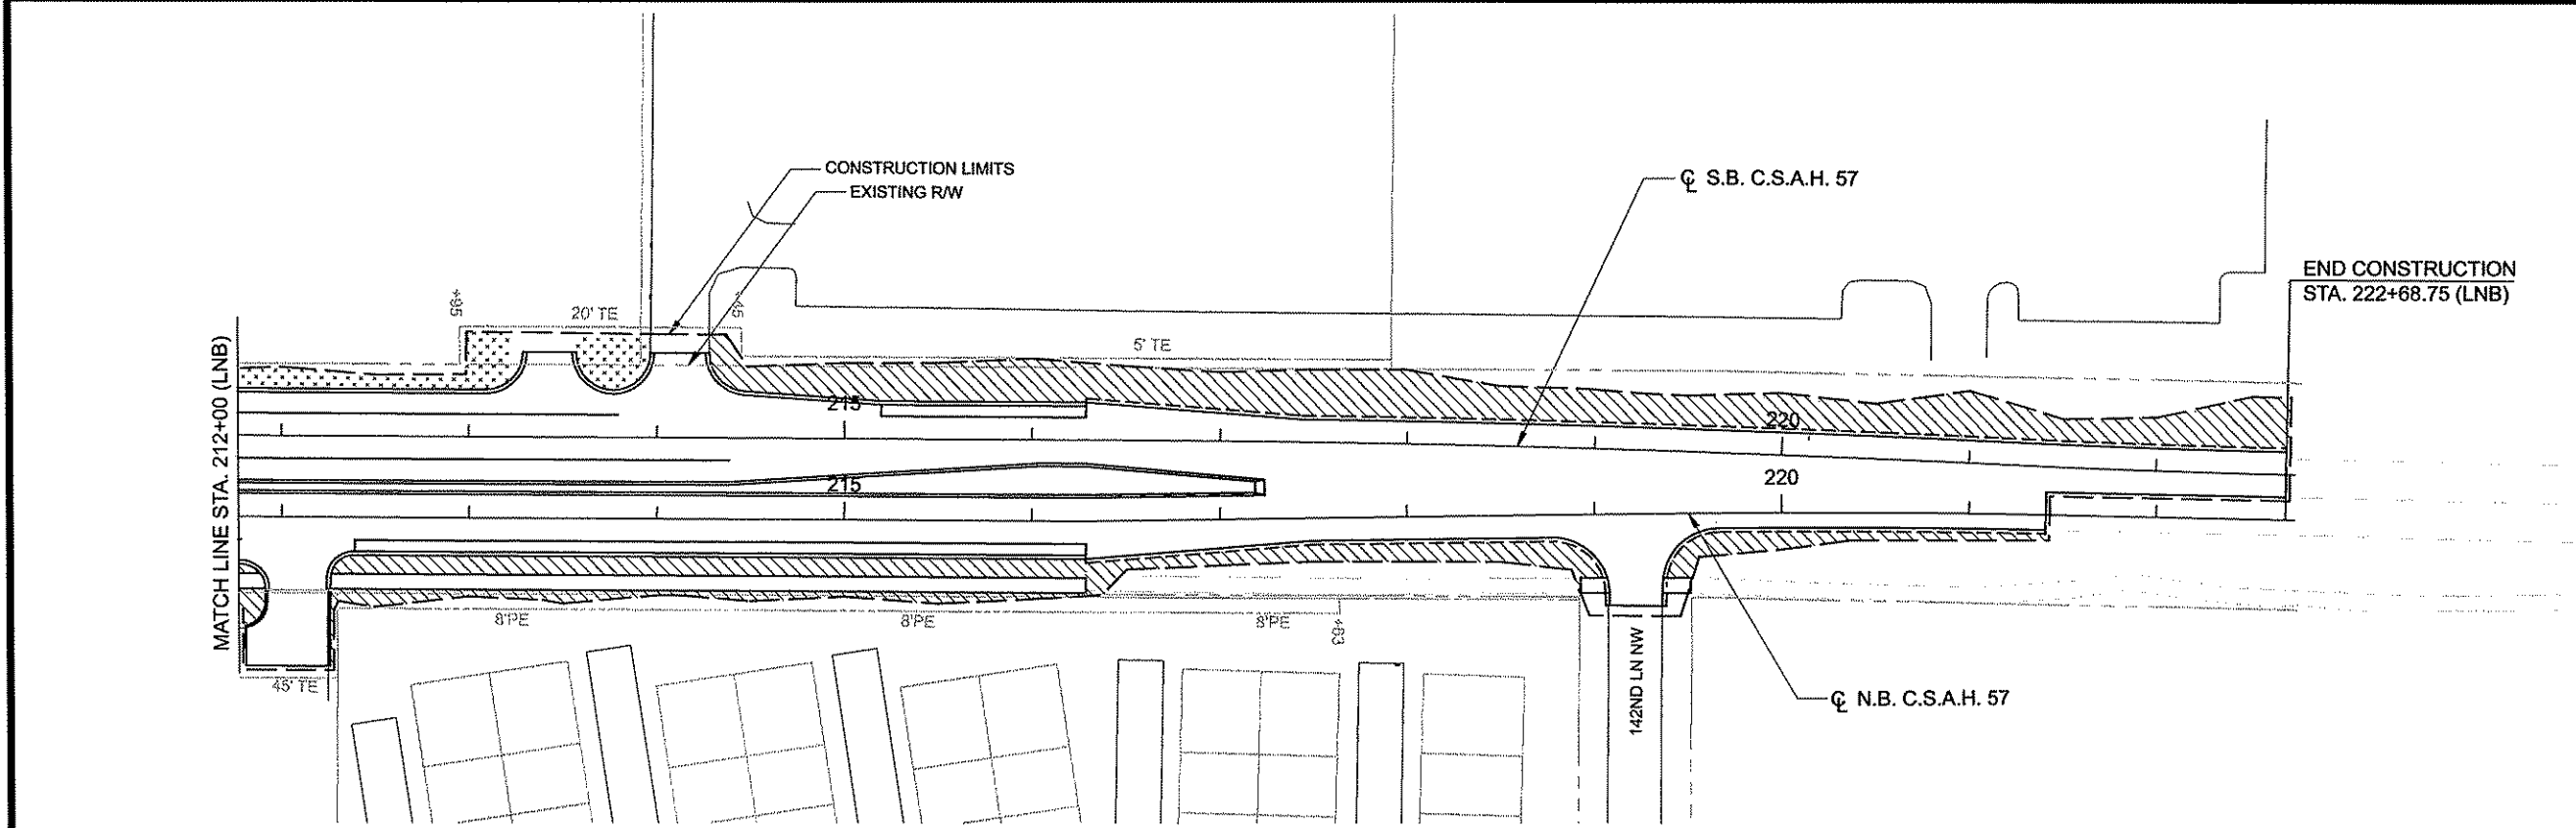 CONSTRUCTION LIMITS
EXISTING R/W
℄ S.B. C.S.A.H. 57
END CONSTRUCTION
STA. 222+68.75 (LNB)
+95
20' TE
+45
5' TE
MATCH LINE STA. 212+00 (LNB)
215
220
215
220
8'PE
8'PE
8'PE
+63
45' TE
142ND LN NW
℄ N.B. C.S.A.H. 57